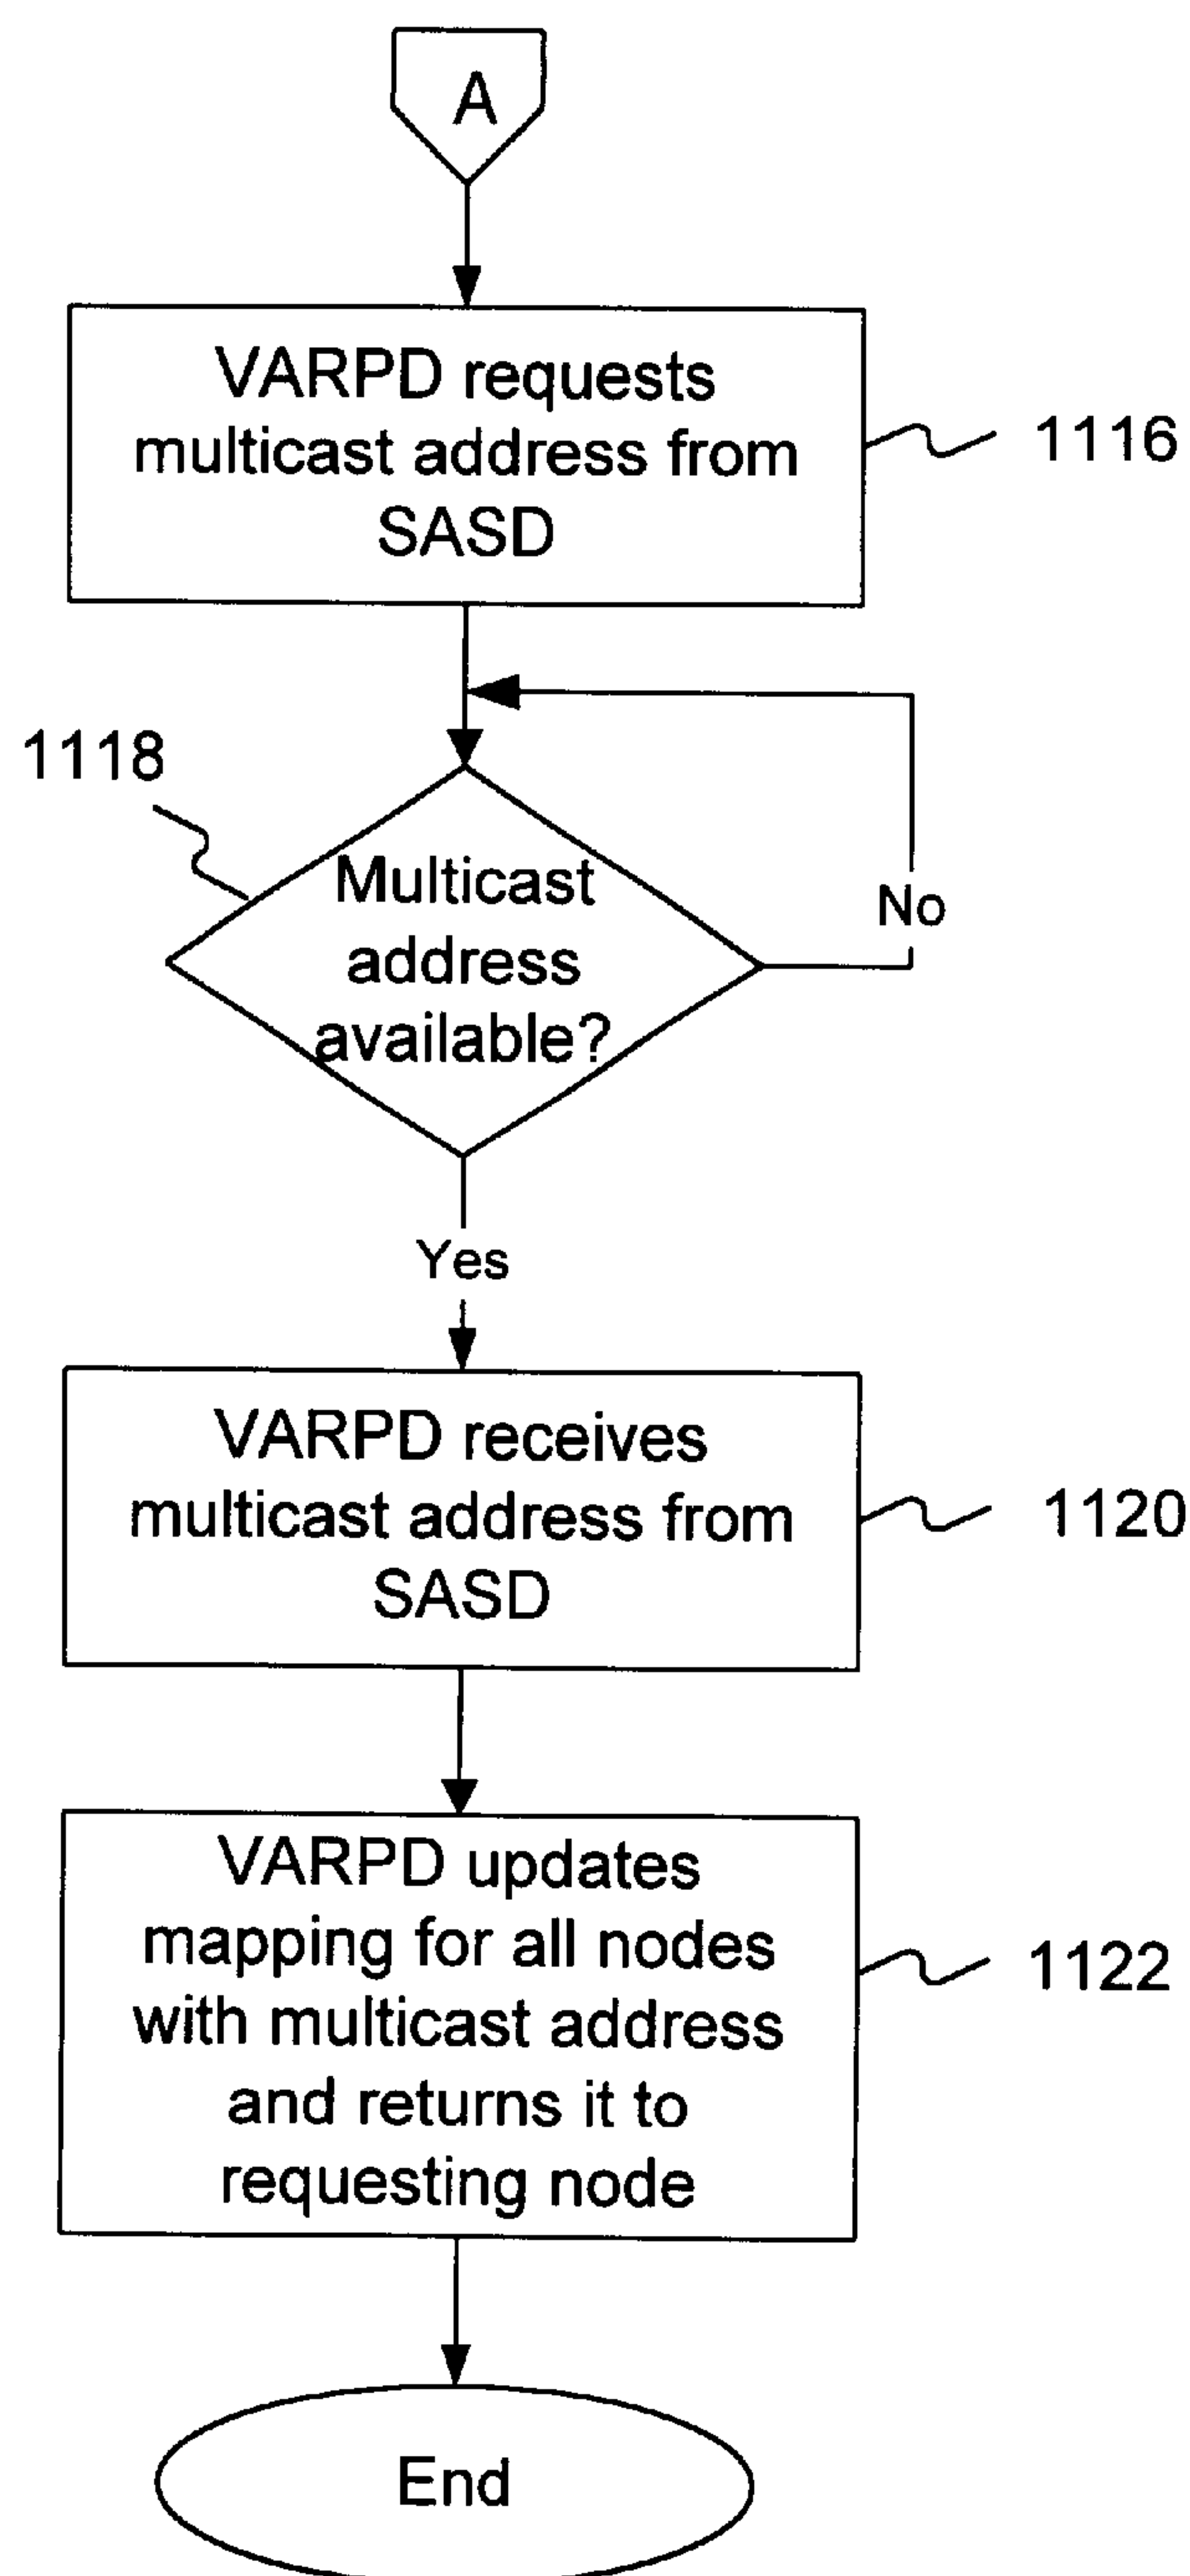 A
VARPD requests
multicast address from
SASD
1116
1118
Multicast
address
available?
No
Yes
VARPD receives
multicast address from
SASD
1120
VARPD updates
mapping for all nodes
with multicast address
and returns it to
requesting node
1122
End